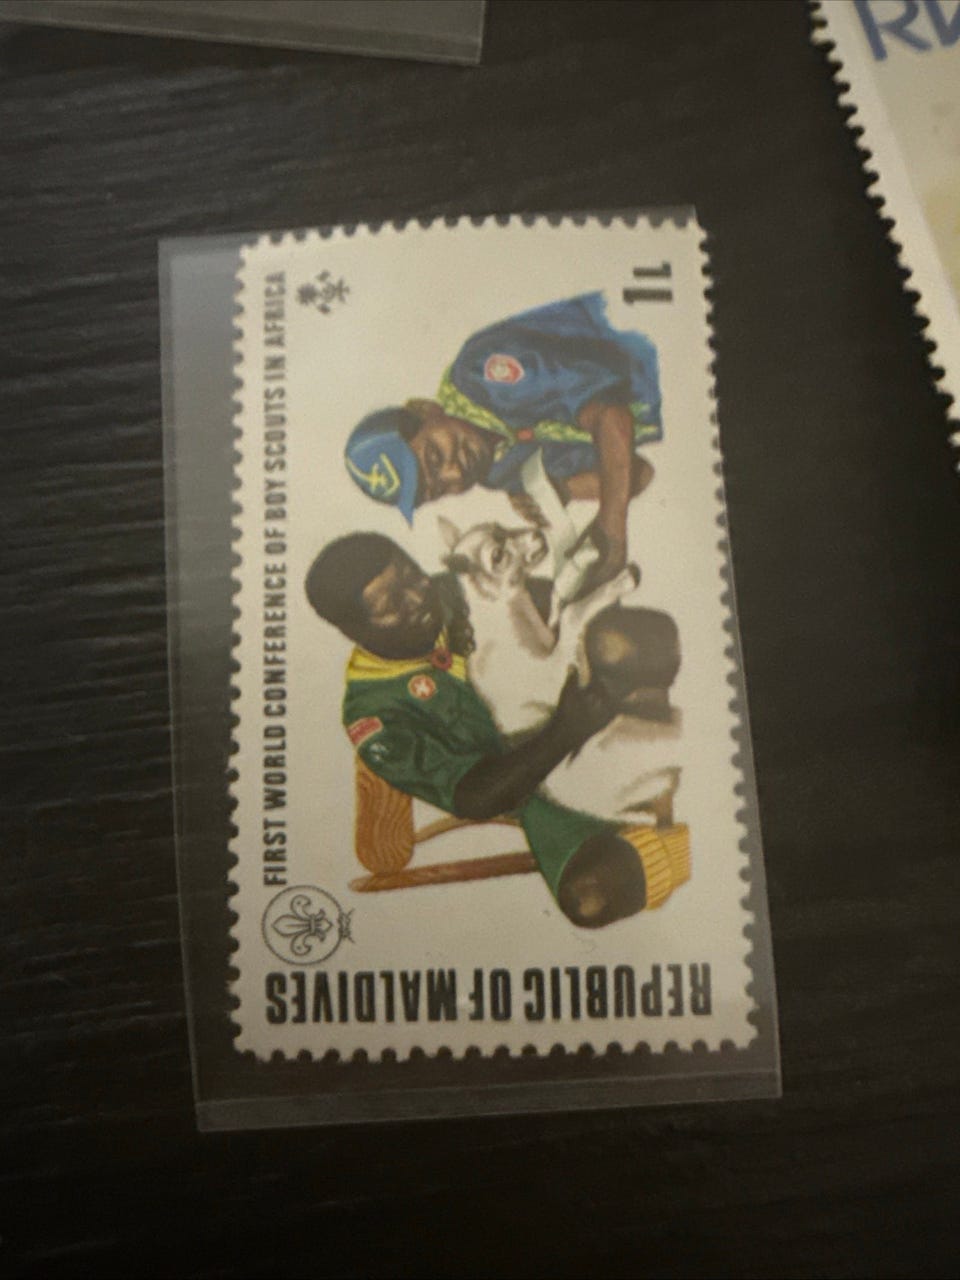 FIRST WORLD CONFERENCE OF BOY SCOUTS IN AFRICA
1L
REPUBLIC OF MALDIVES